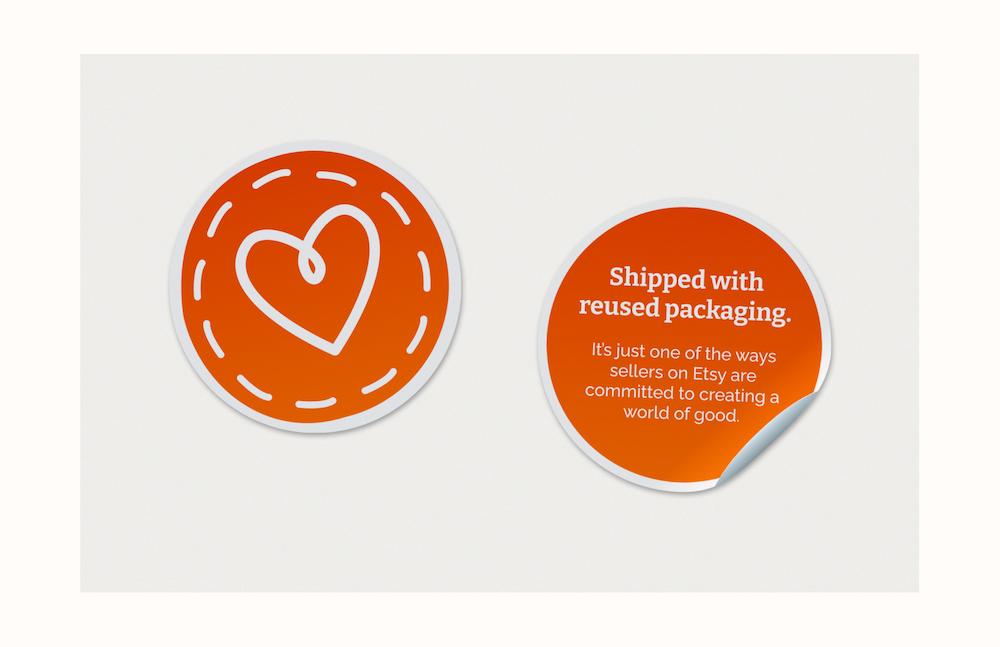 Shipped with
reused packaging.
It's just one of the ways
sellers on Etsy are
committed to creating a
world of good.